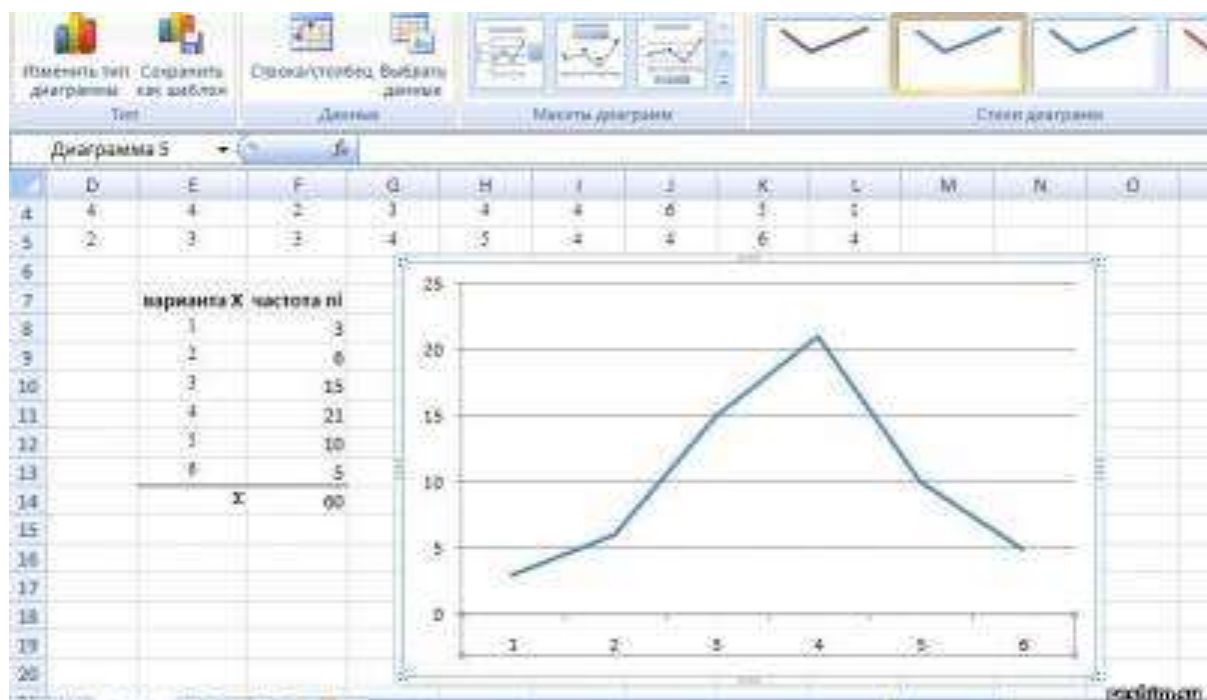 Изменить тип диаграммы
Сохранить как шаблон
Строка/столбец
Выбрать данные
Тип
Данные
Макеты диаграмм
Стили диаграмм
Диаграмма 5
fx
D E F G H I J K L M N O
4 4 4 2 3 4 4 6 1
5 2 3 3 4 5 4 4 6 4
6
7 варианта X частота ni
8 1 3
9 2 6
10 3 15
11 4 21
12 5 10
13 6 5
14 Σ 60
15
16
17
18
19
20
25
20
15
10
5
0
1 2 3 4 5 6